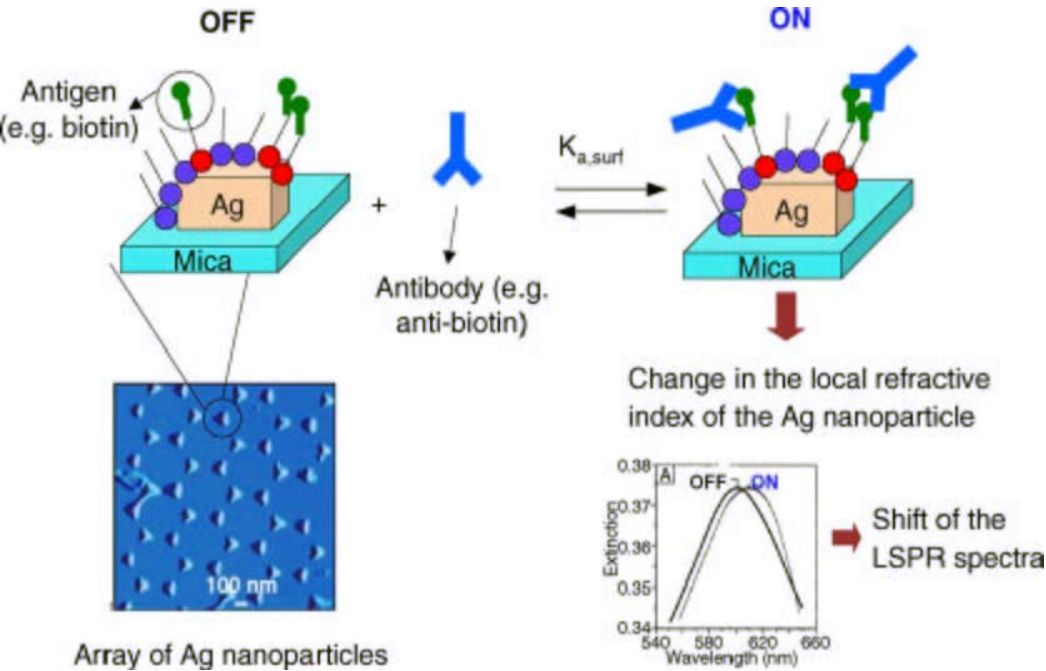 OFF
ON
Antigen
(e.g. biotin)
Ag
Mica
+
K a,surf
Ag
Mica
Antibody (e.g.
anti-biotin)
Change in the local refractive
index of the Ag nanoparticle
100 nm
Array of Ag nanoparticles
A
OFF
ON
0.38
0.37
0.36
0.35
0.34
Extinction
540 580 620 660
Wavelength (nm)
Shift of the
LSPR spectra